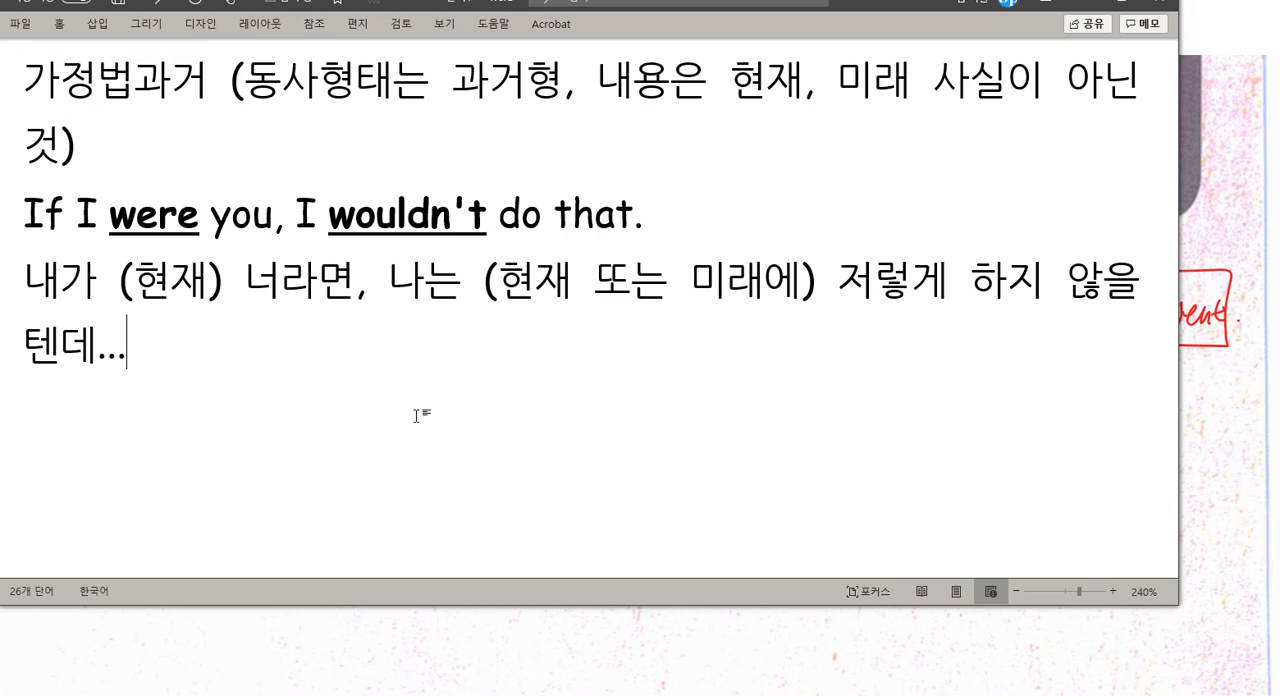 파일 홈 삽입 그리기 디자인 레이아웃 참조 편지 검토 보기 도움말 Acrobat 공유 메모
가정법과거 (동사형태는 과거형, 내용은 현재, 미래 사실이 아닌
것)
If I were you, I wouldn't do that.
내가 (현재) 너라면, 나는 (현재 또는 미래에) 저렇게 하지 않을
텐데...
26개 단어 한국어 포커스 240%